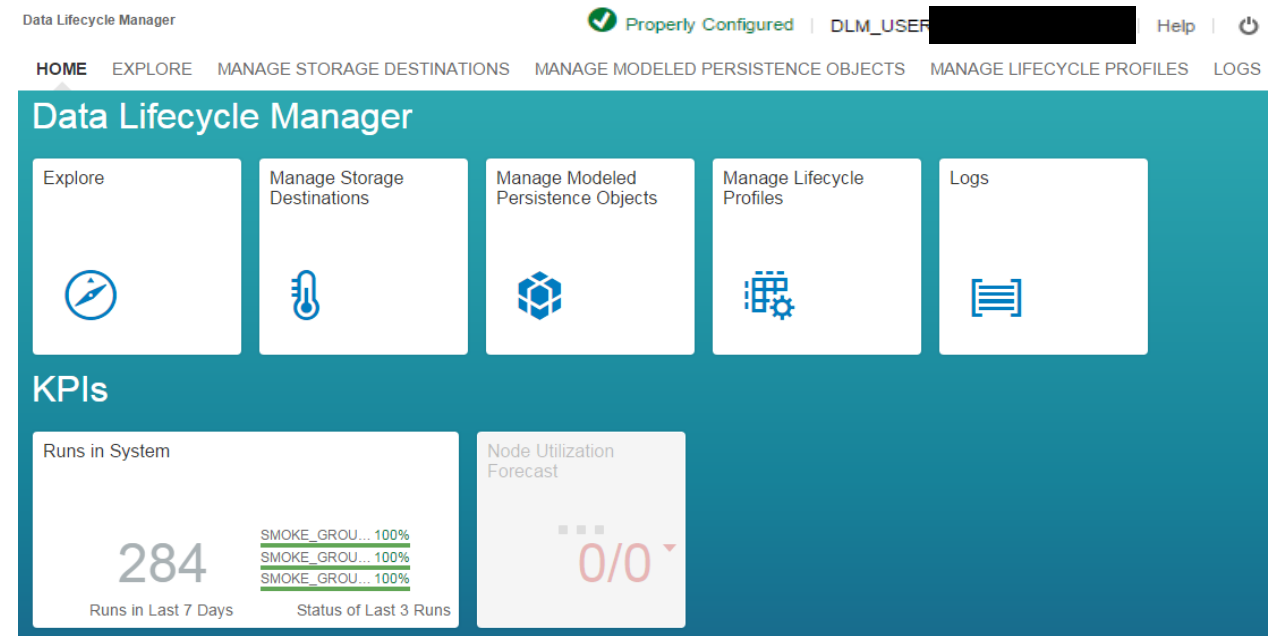 Data Lifecycle Manager
Properly Configured
DLM_USER
Help
HOME EXPLORE MANAGE STORAGE DESTINATIONS MANAGE MODELED PERSISTENCE OBJECTS MANAGE LIFECYCLE PROFILES LOGS
Data Lifecycle Manager
Explore
Manage Storage
Destinations
Manage Modeled
Persistence Objects
Manage Lifecycle
Profiles
Logs
KPIs
Runs in System
284
Runs in Last 7 Days
SMOKE_GROU... 100%
SMOKE_GROU... 100%
SMOKE_GROU... 100%
Status of Last 3 Runs
Node Utilization
Forecast
0/0